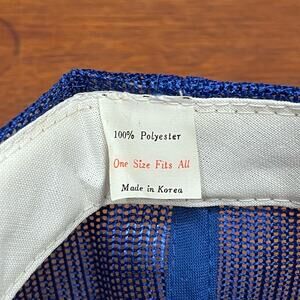 100% Polyester
One Size Fits All
Made in Korea